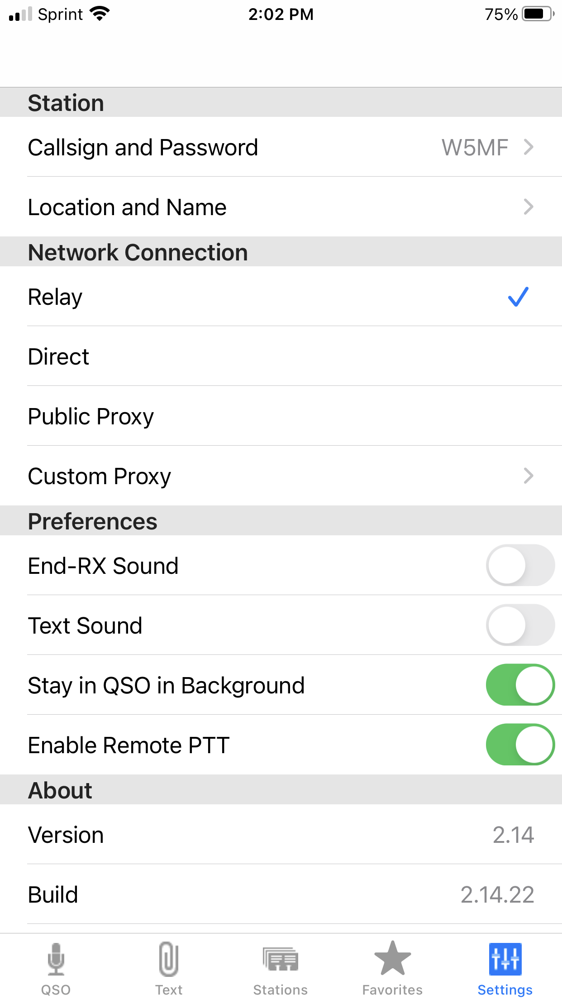 Sprint 2:02 PM 75%
Station
Callsign and Password W5MF
Location and Name
Network Connection
Relay
Direct
Public Proxy
Custom Proxy
Preferences
End-RX Sound
Text Sound
Stay in QSO in Background
Enable Remote PTT
About
Version 2.14
Build 2.14.22
QSO Text Stations Favorites Settings